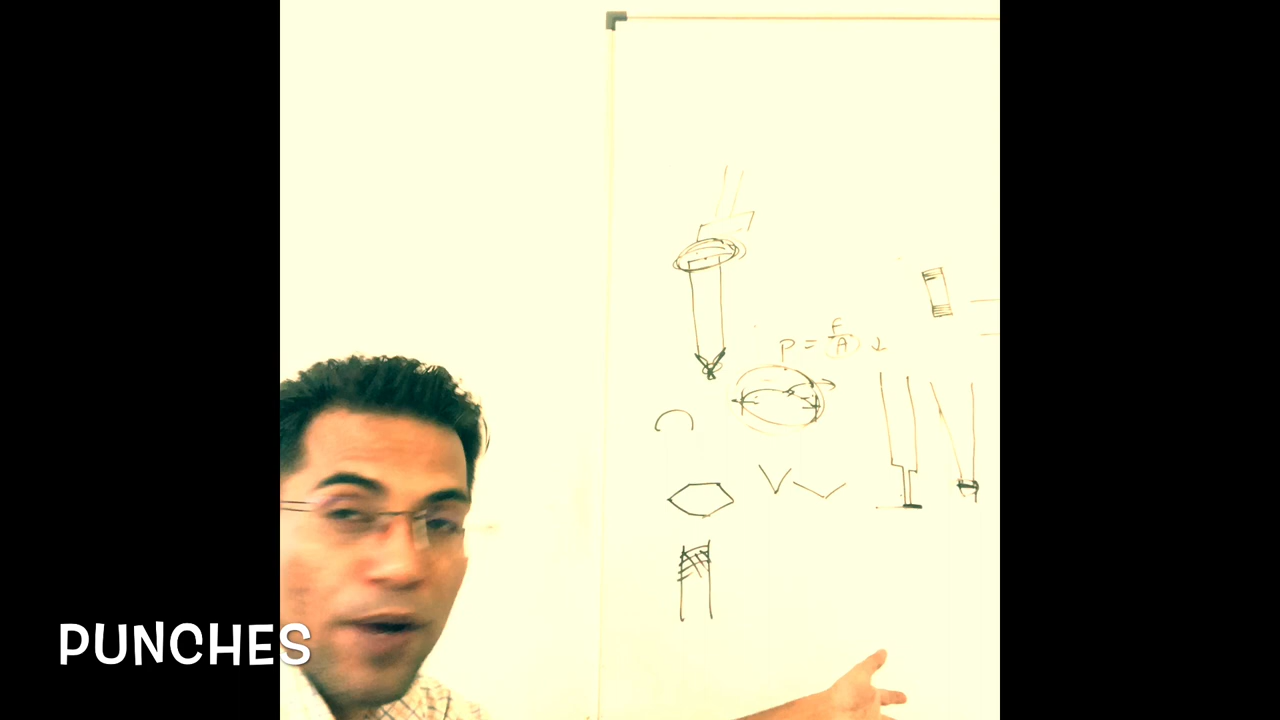 P = F/A ↓
PUNCHES